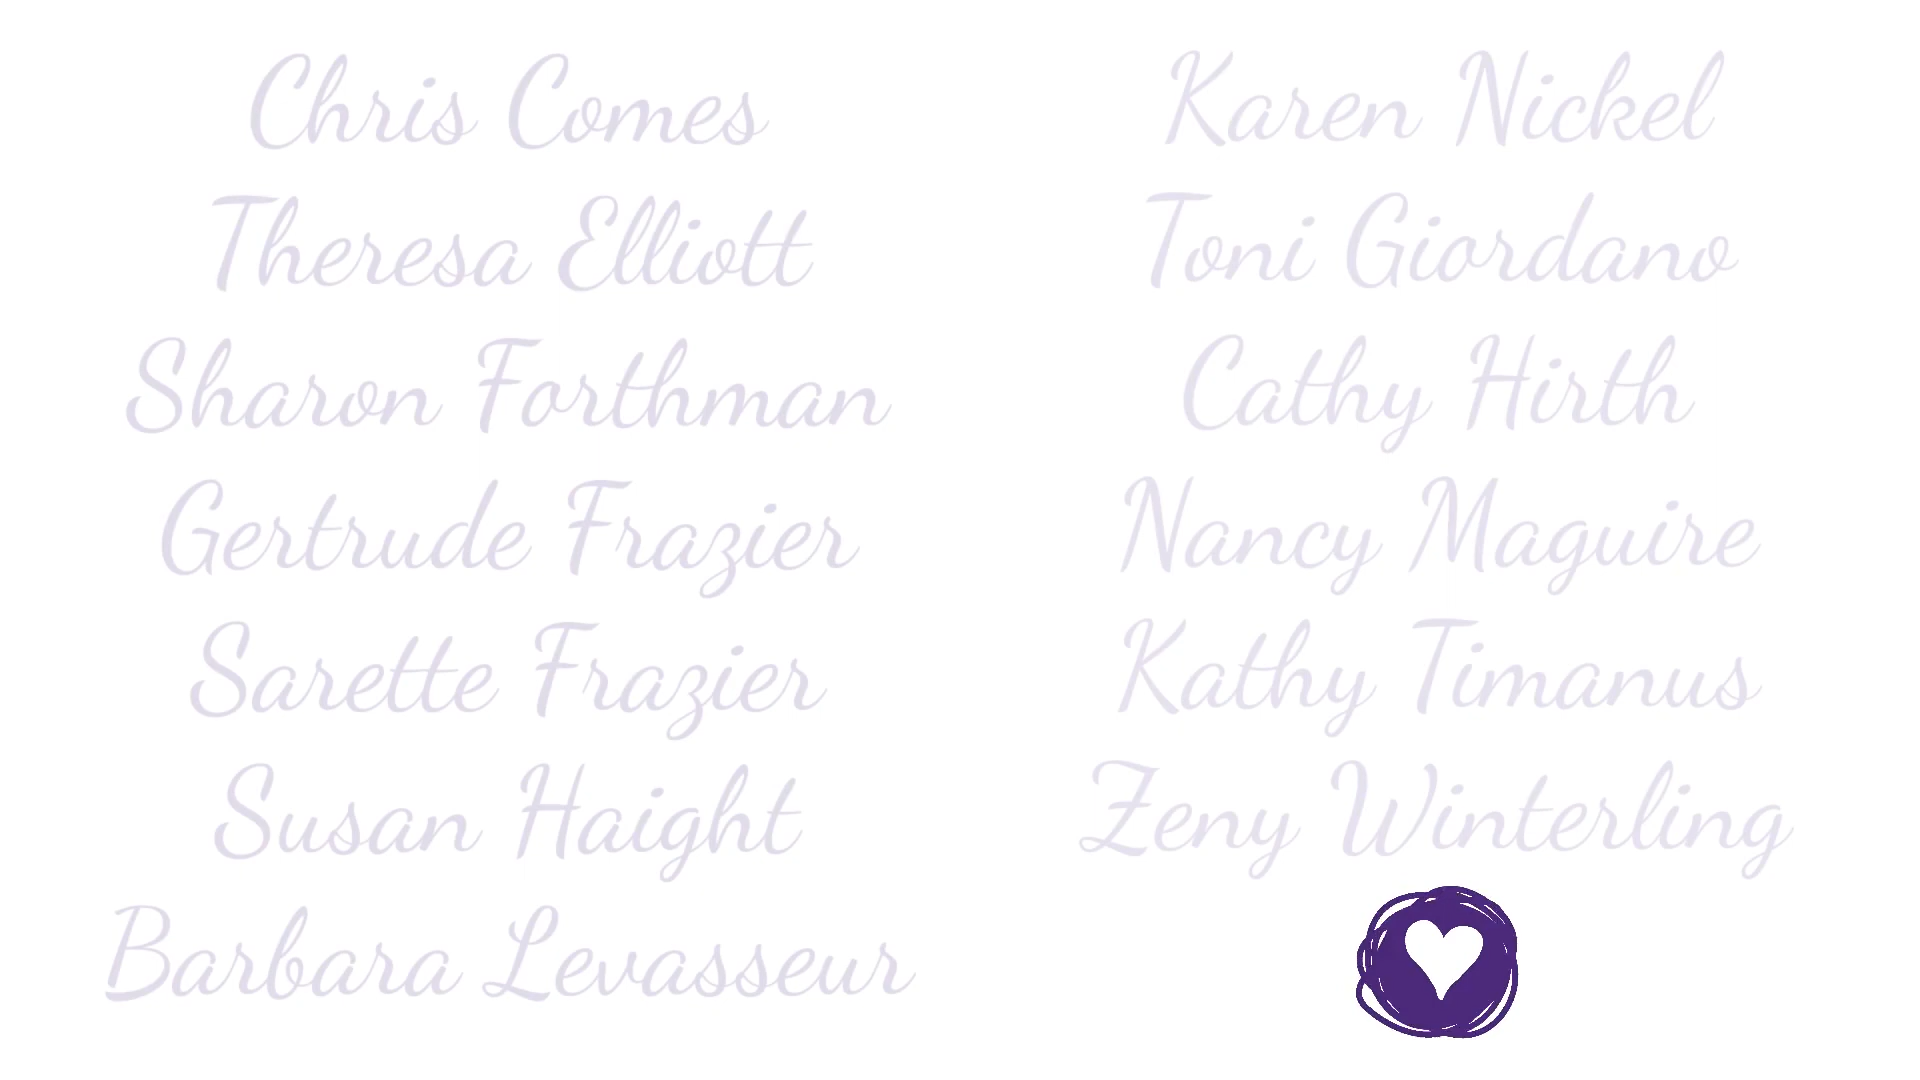 Chris Comes
Theresa Elliott
Sharon Forthman
Gertrude Frazier
Sarette Frazier
Susan Haight
Barbara Levasseur
Karen Nickel
Toni Giordano
Cathy Hirth
Nancy Maguire
Kathy Timanus
Zeny Winterling